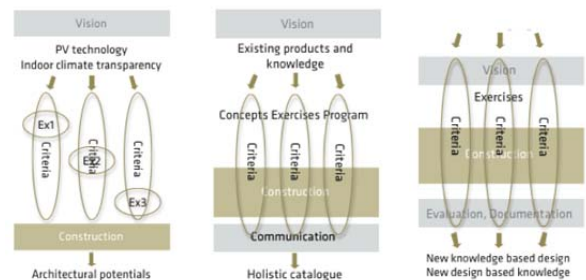 Vision
PV technology
Indoor climate transparency
Ex1
Criteria
Ex2
Criteria
Criteria
Ex3
Construction
Architectural potentials
Vision
Existing products and
knowledge
Concepts Exercises Program
Criteria
Criteria
Criteria
Construction
Communication
Holistic catalogue
Vision
Exercises
Criteria
Criteria
Criteria
Construction
Evaluation, Documentation
New knowledge based design
New design based knowledge